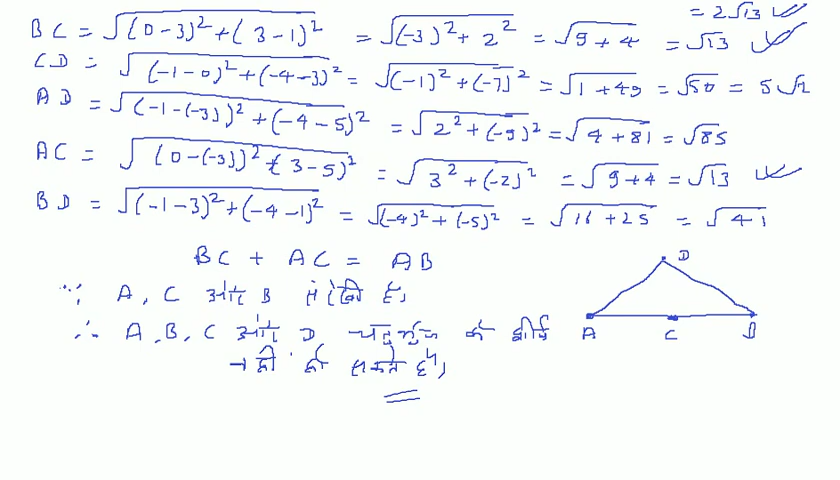 = 2√13
BC = √(0-3)² + (3-1)² = √(-3)² + 2² = √9+4 = √13
CD = √(-1-0)² + (-4-3)² = √(-1)² + (-7)² = √1+49 = √50 = 5√2
AD = √(-1-(-3))² + (-4-5)² = √2² + (-9)² = √4+81 = √85
AC = √(0-(-3))² + (3-5)² = √3² + (-2)² = √9+4 = √13
BD = √(-1-3)² + (-4-1)² = √(-4)² + (-5)² = √16+25 = √41
BC + AC = AB
∵ A, C और B संरेखी हैं।
∴ A, B, C और D चतुर्भुज के शीर्ष
नहीं हो सकते हैं।
D
A C B